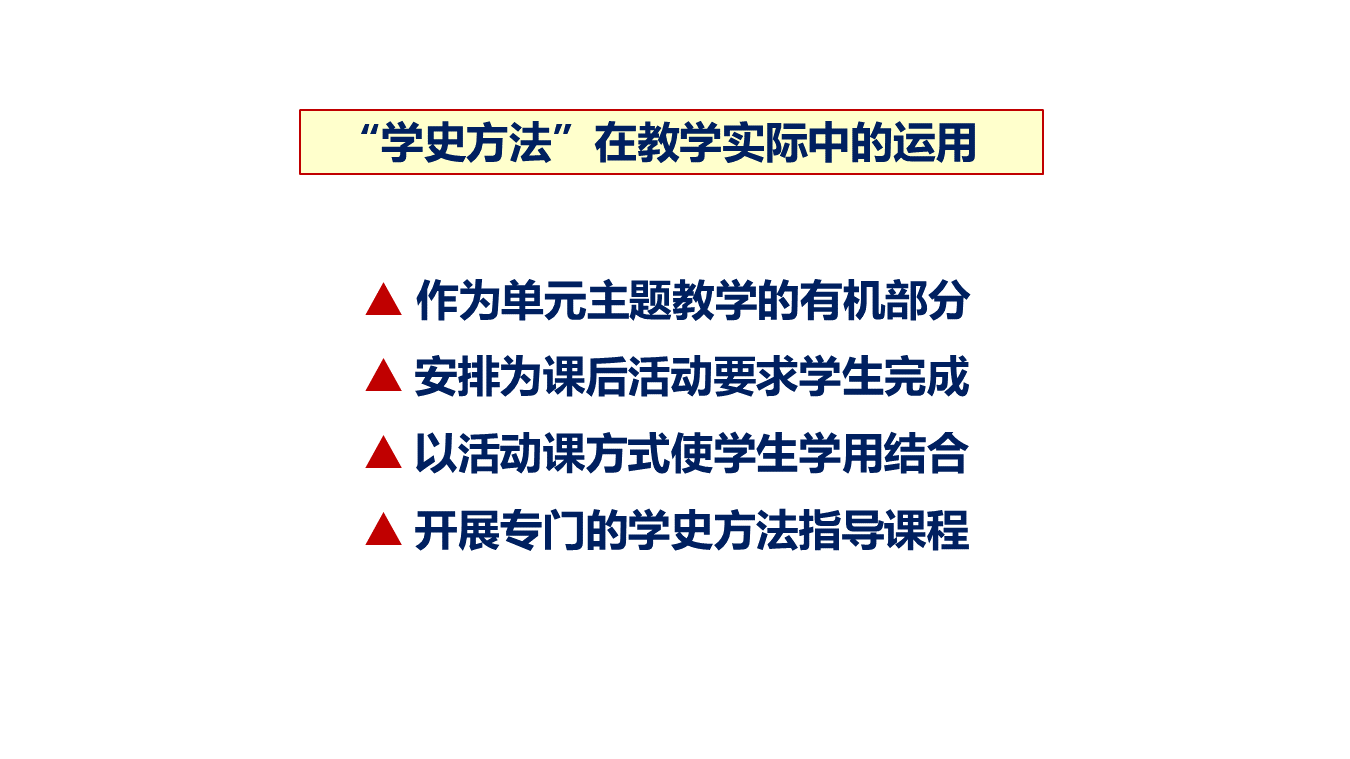 “学史方法”在教学实际中的运用
▲ 作为单元主题教学的有机部分
▲ 安排为课后活动要求学生完成
▲ 以活动课方式使学生学用结合
▲ 开展专门的学史方法指导课程